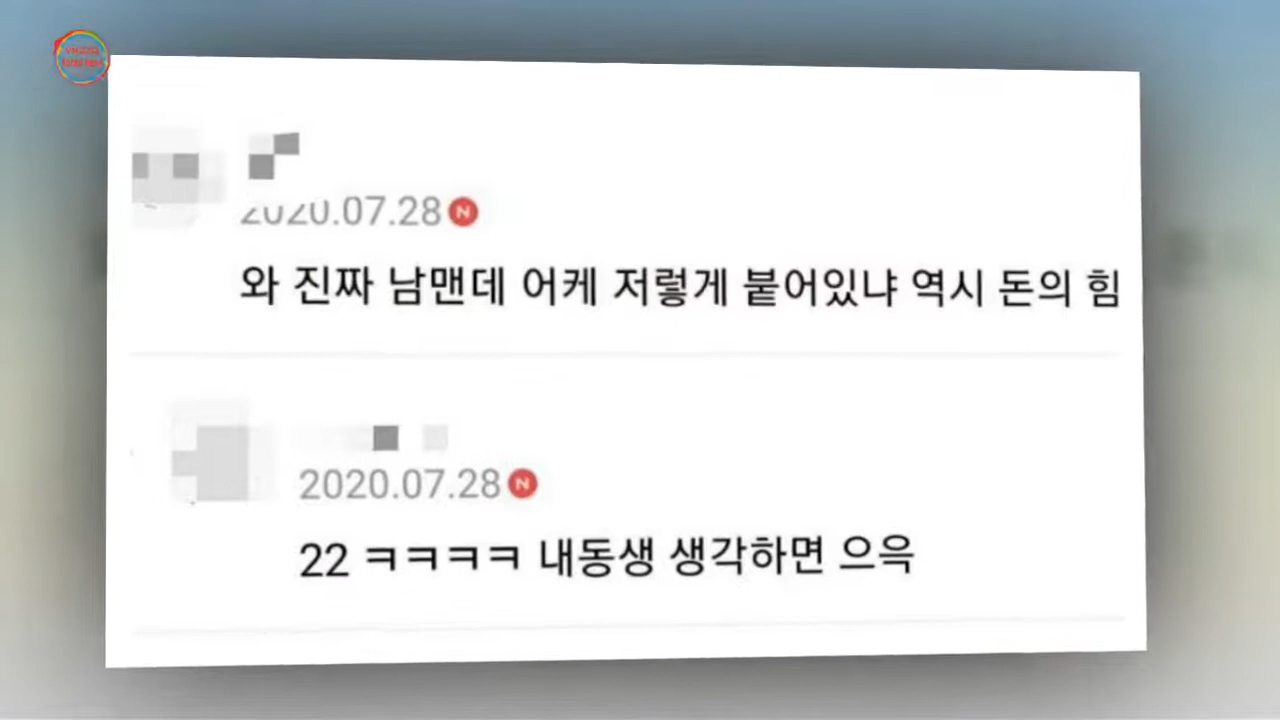 2020.07.28 N
와 진짜 남맨데 어케 저렇게 붙어있냐 역시 돈의 힘
2020.07.28 N
22 ㅋㅋㅋㅋ 내동생 생각하면 으윽